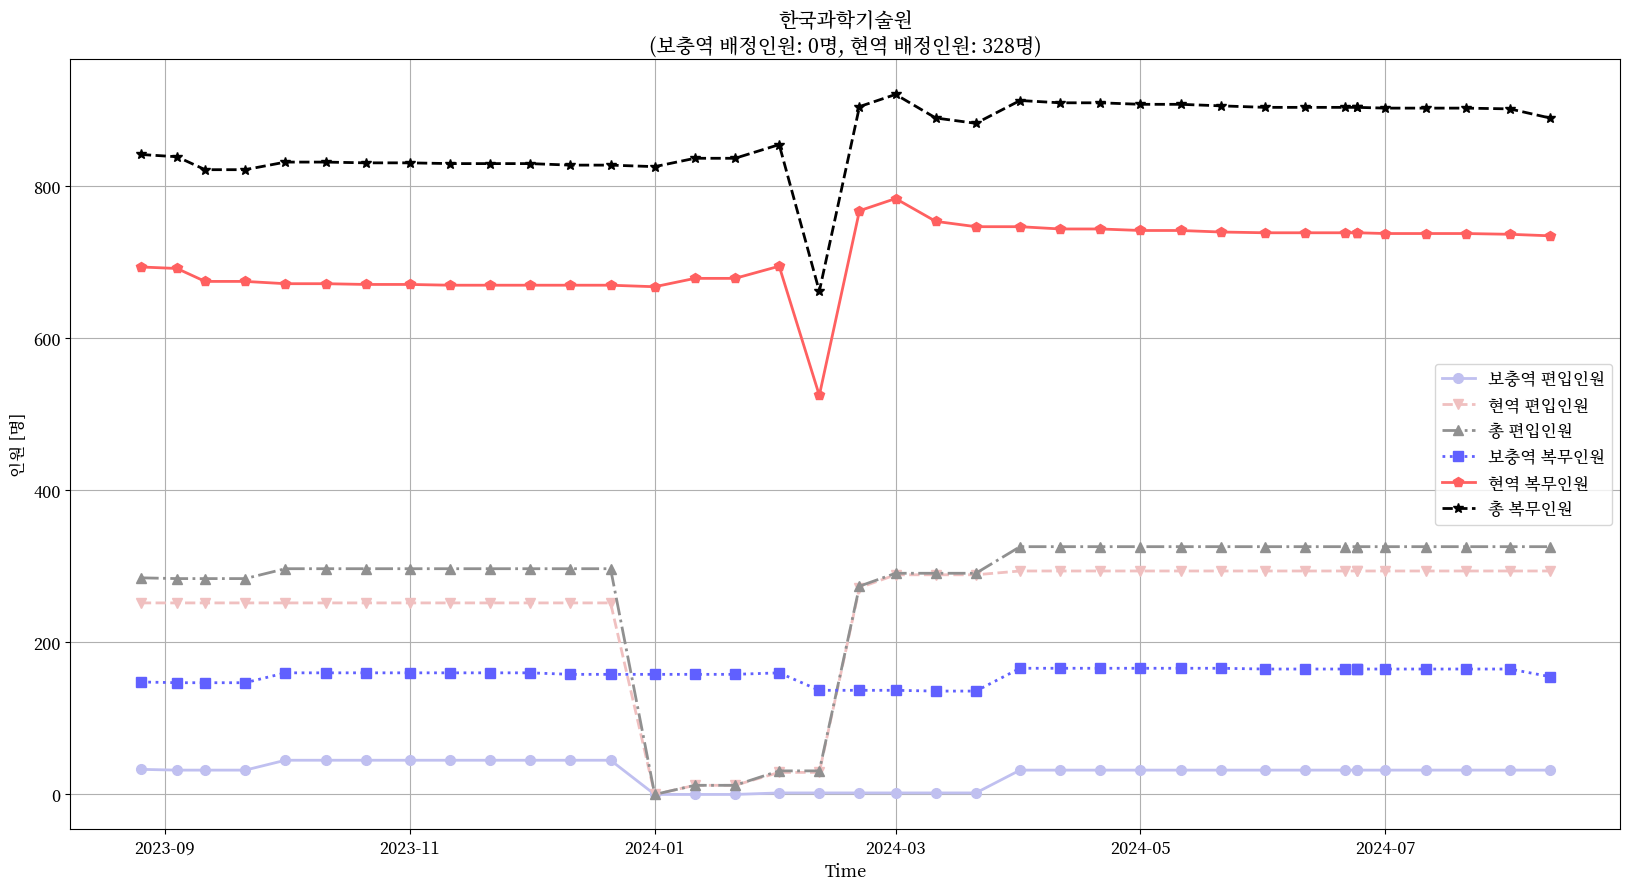 한국과학기술원
(보충역 배정인원: 0명, 현역 배정인원: 328명)
인원 [명]
800
600
400
200
0
보충역 편입인원
현역 편입인원
총 편입인원
보충역 복무인원
현역 복무인원
총 복무인원
2023-09
2023-11
2024-01
2024-03
2024-05
2024-07
Time